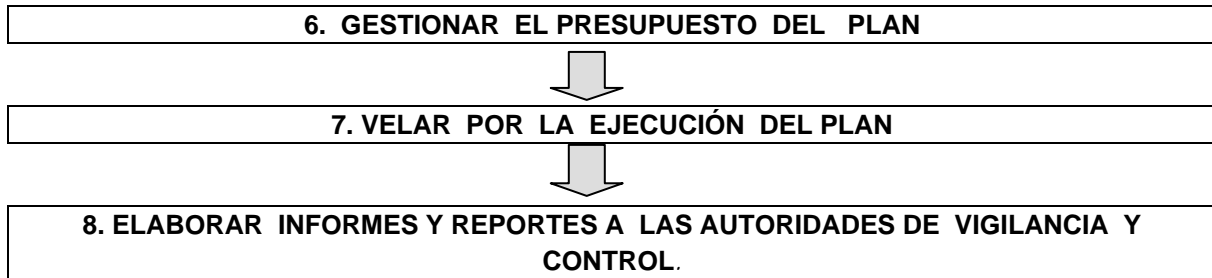 6. GESTIONAR EL PRESUPUESTO DEL PLAN
7. VELAR POR LA EJECUCIÓN DEL PLAN
8. ELABORAR INFORMES Y REPORTES A LAS AUTORIDADES DE VIGILANCIA Y
CONTROL.